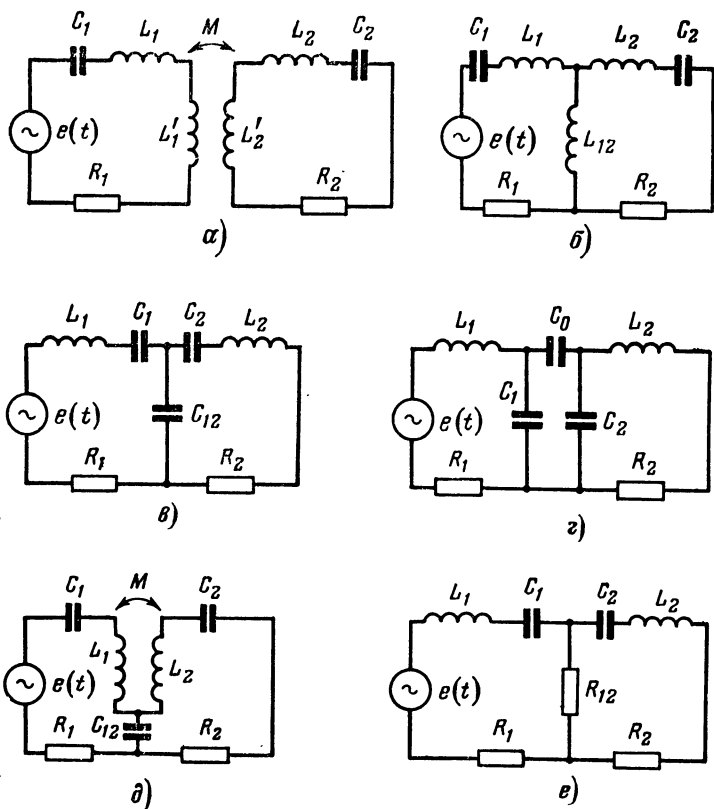 C₁ L₁ M L₂ C₂
e(t) L₁′ L₂′
R₁ R₂
а)
C₁ L₁ L₂ C₂
e(t) L₁₂
R₁ R₂
б)
L₁ C₁ C₂ L₂
e(t) C₁₂
R₁ R₂
в)
L₁ C₀ L₂
C₁
e(t) C₂
R₁ R₂
г)
C₁ M C₂
L₁ L₂
e(t)
R₁ C₁₂ R₂
д)
L₁ C₁ C₂ L₂
e(t) R₁₂
R₁ R₂
е)